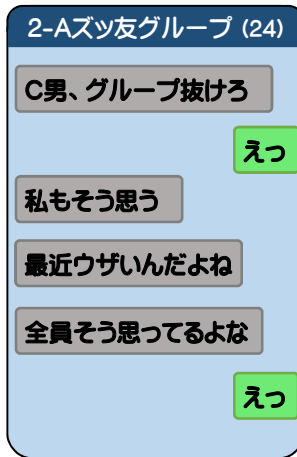 2-Aズッ友グループ (24)
C男、グループ抜けろ
えっ
私もそう思う
最近ウザいんだよね
全員そう思ってるよな
えっ